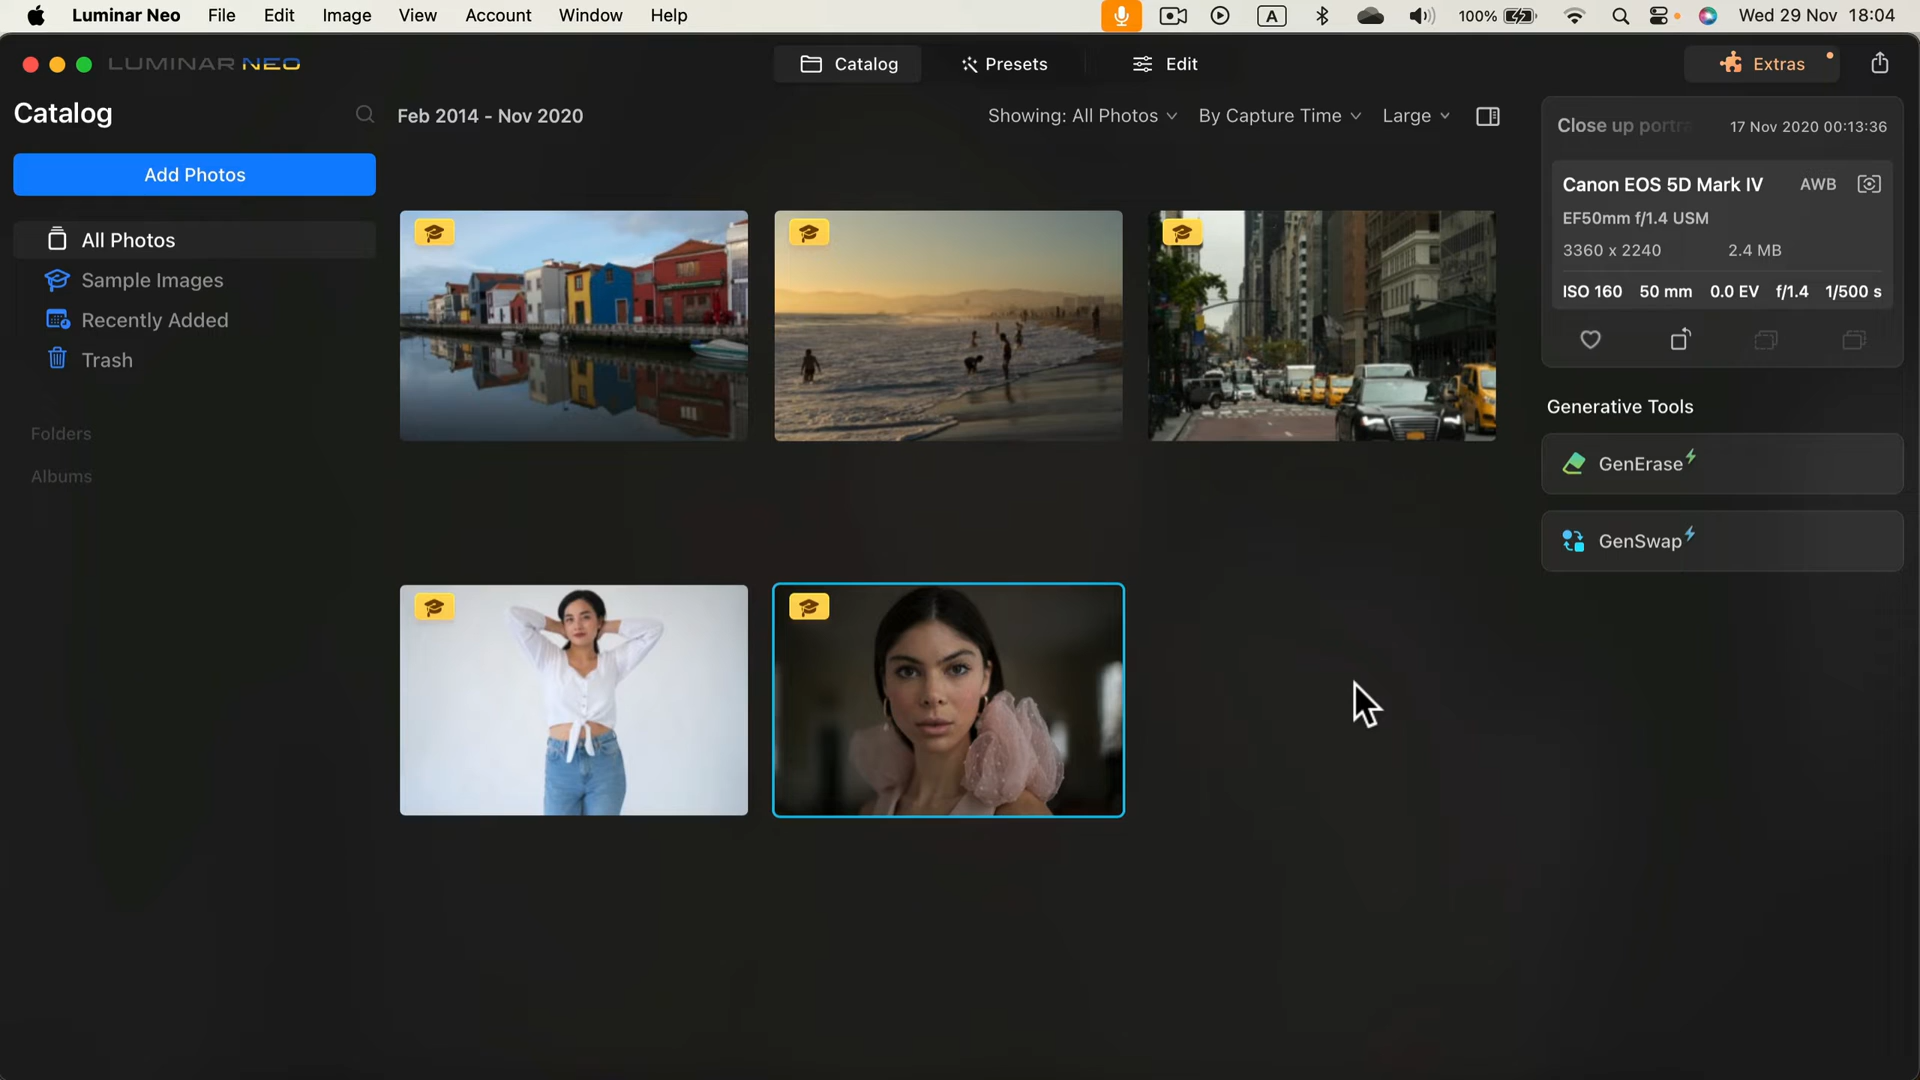 Luminar Neo File Edit Image View Account Window Help A 100% Wed 29 Nov 18:04
LUMINAR NEO Catalog Presets Edit Extras
Catalog Feb 2014 - Nov 2020 Showing: All Photos By Capture Time Large
Close up portra 17 Nov 2020 00:13:36
Add Photos
Canon EOS 5D Mark IV AWB
EF50mm f/1.4 USM
3360 x 2240 2.4 MB
ISO 160 50 mm 0.0 EV f/1.4 1/500 s
All Photos
Sample Images
Recently Added
Trash
Folders
Albums
Generative Tools
GenErase
GenSwap